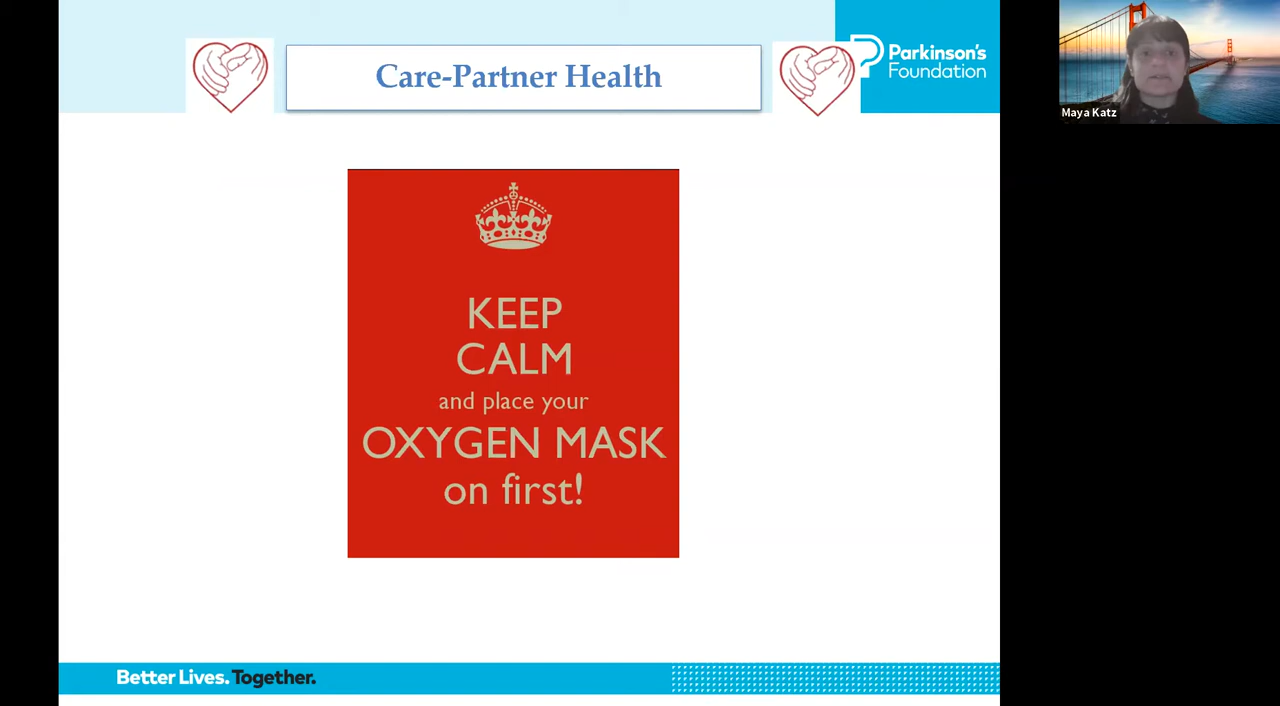 Care-Partner Health
Parkinson's
Foundation
Maya Katz
KEEP
CALM
and place your
OXYGEN MASK
on first!
Better Lives. Together.